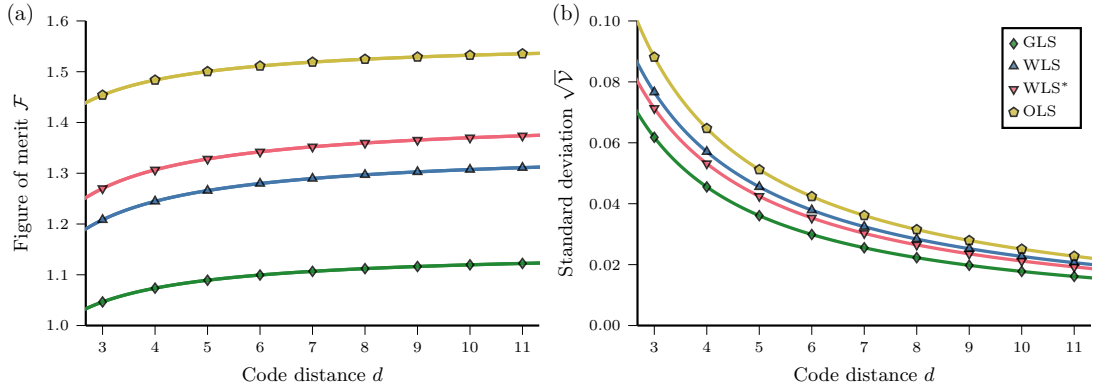 (a)
1.6
1.5
1.4
1.3
1.2
1.1
1.0
Figure of merit $\mathcal{F}$
3 4 5 6 7 8 9 10 11
Code distance $d$
(b)
0.10
0.08
0.06
0.04
0.02
0.00
Standard deviation $\sqrt{\mathcal{V}}$
3 4 5 6 7 8 9 10 11
Code distance $d$
GLS
WLS
WLS*
OLS